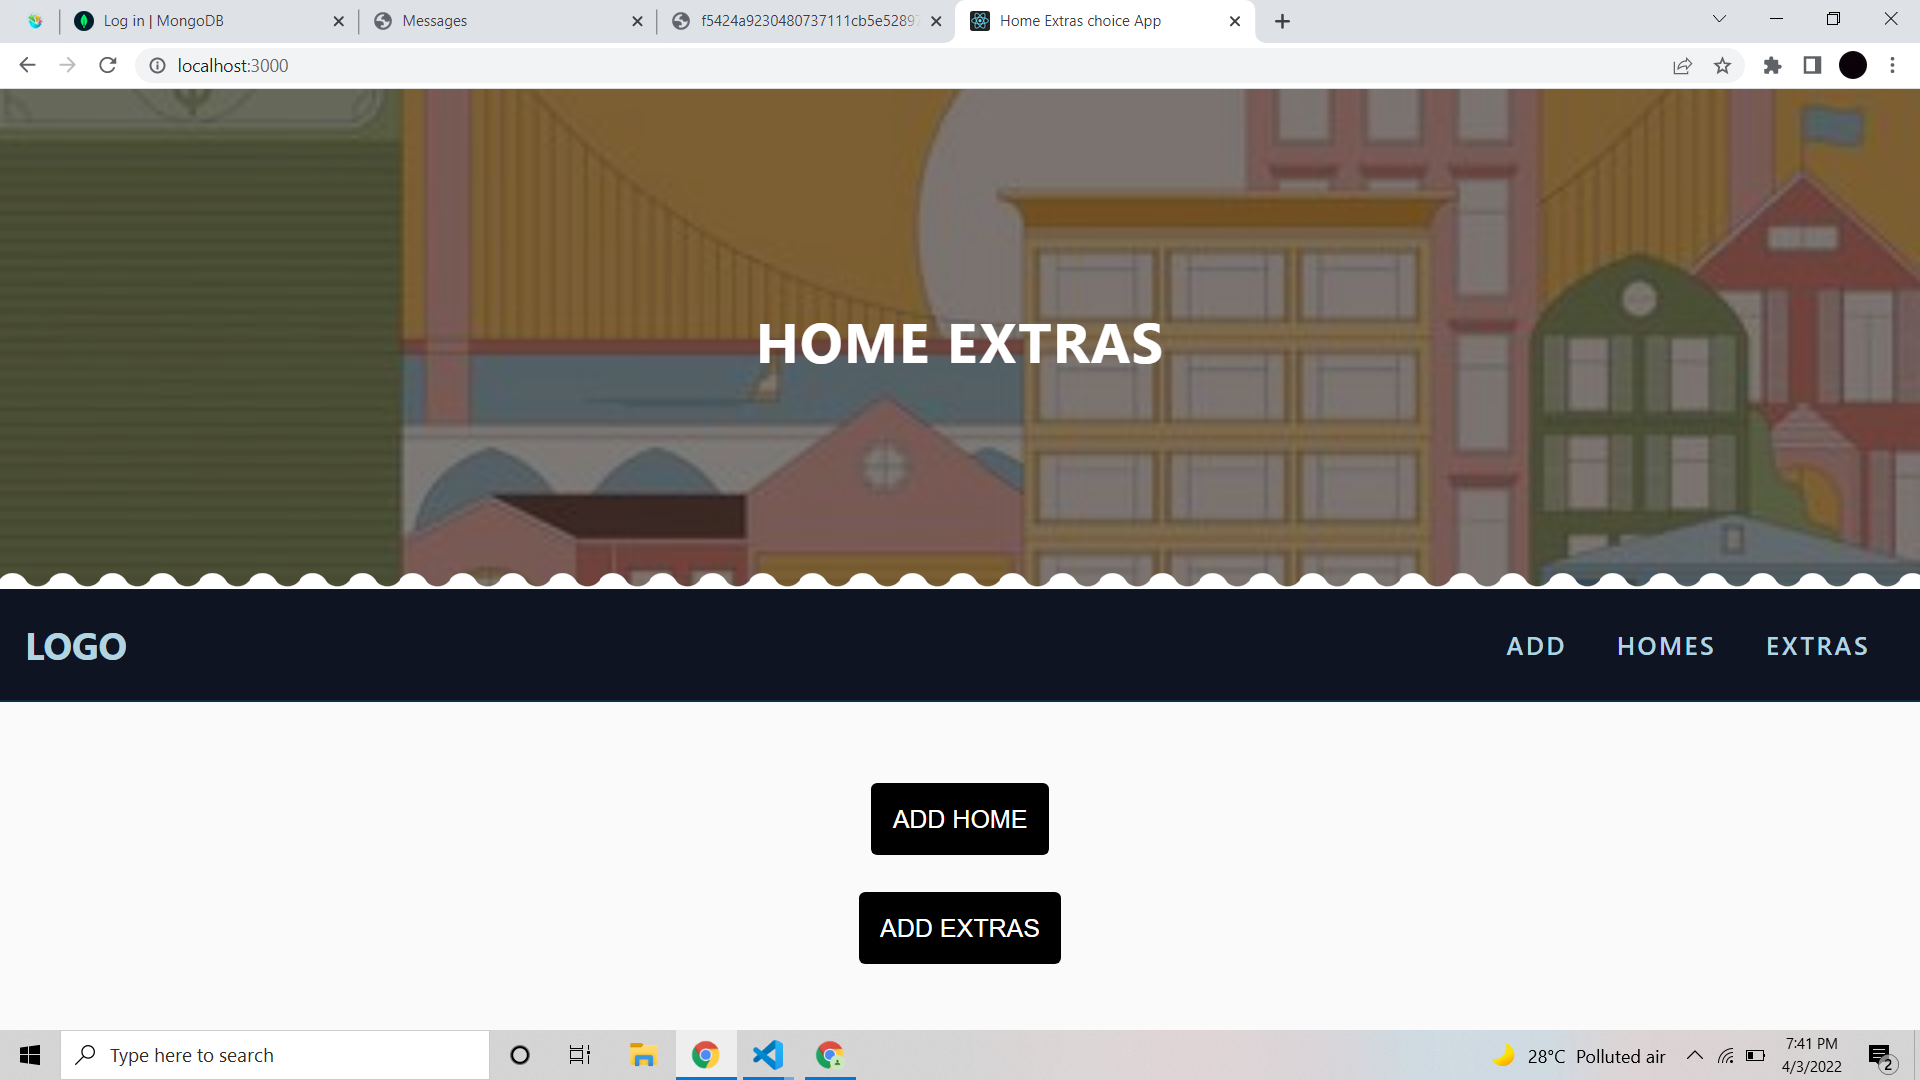 Log in | MongoDB
Messages
f5424a9230480737111cb5e5289
Home Extras choice App
localhost:3000
HOME EXTRAS
LOGO
ADD
HOMES
EXTRAS
ADD HOME
ADD EXTRAS
Type here to search
28°C Polluted air
7:41 PM
4/3/2022
2